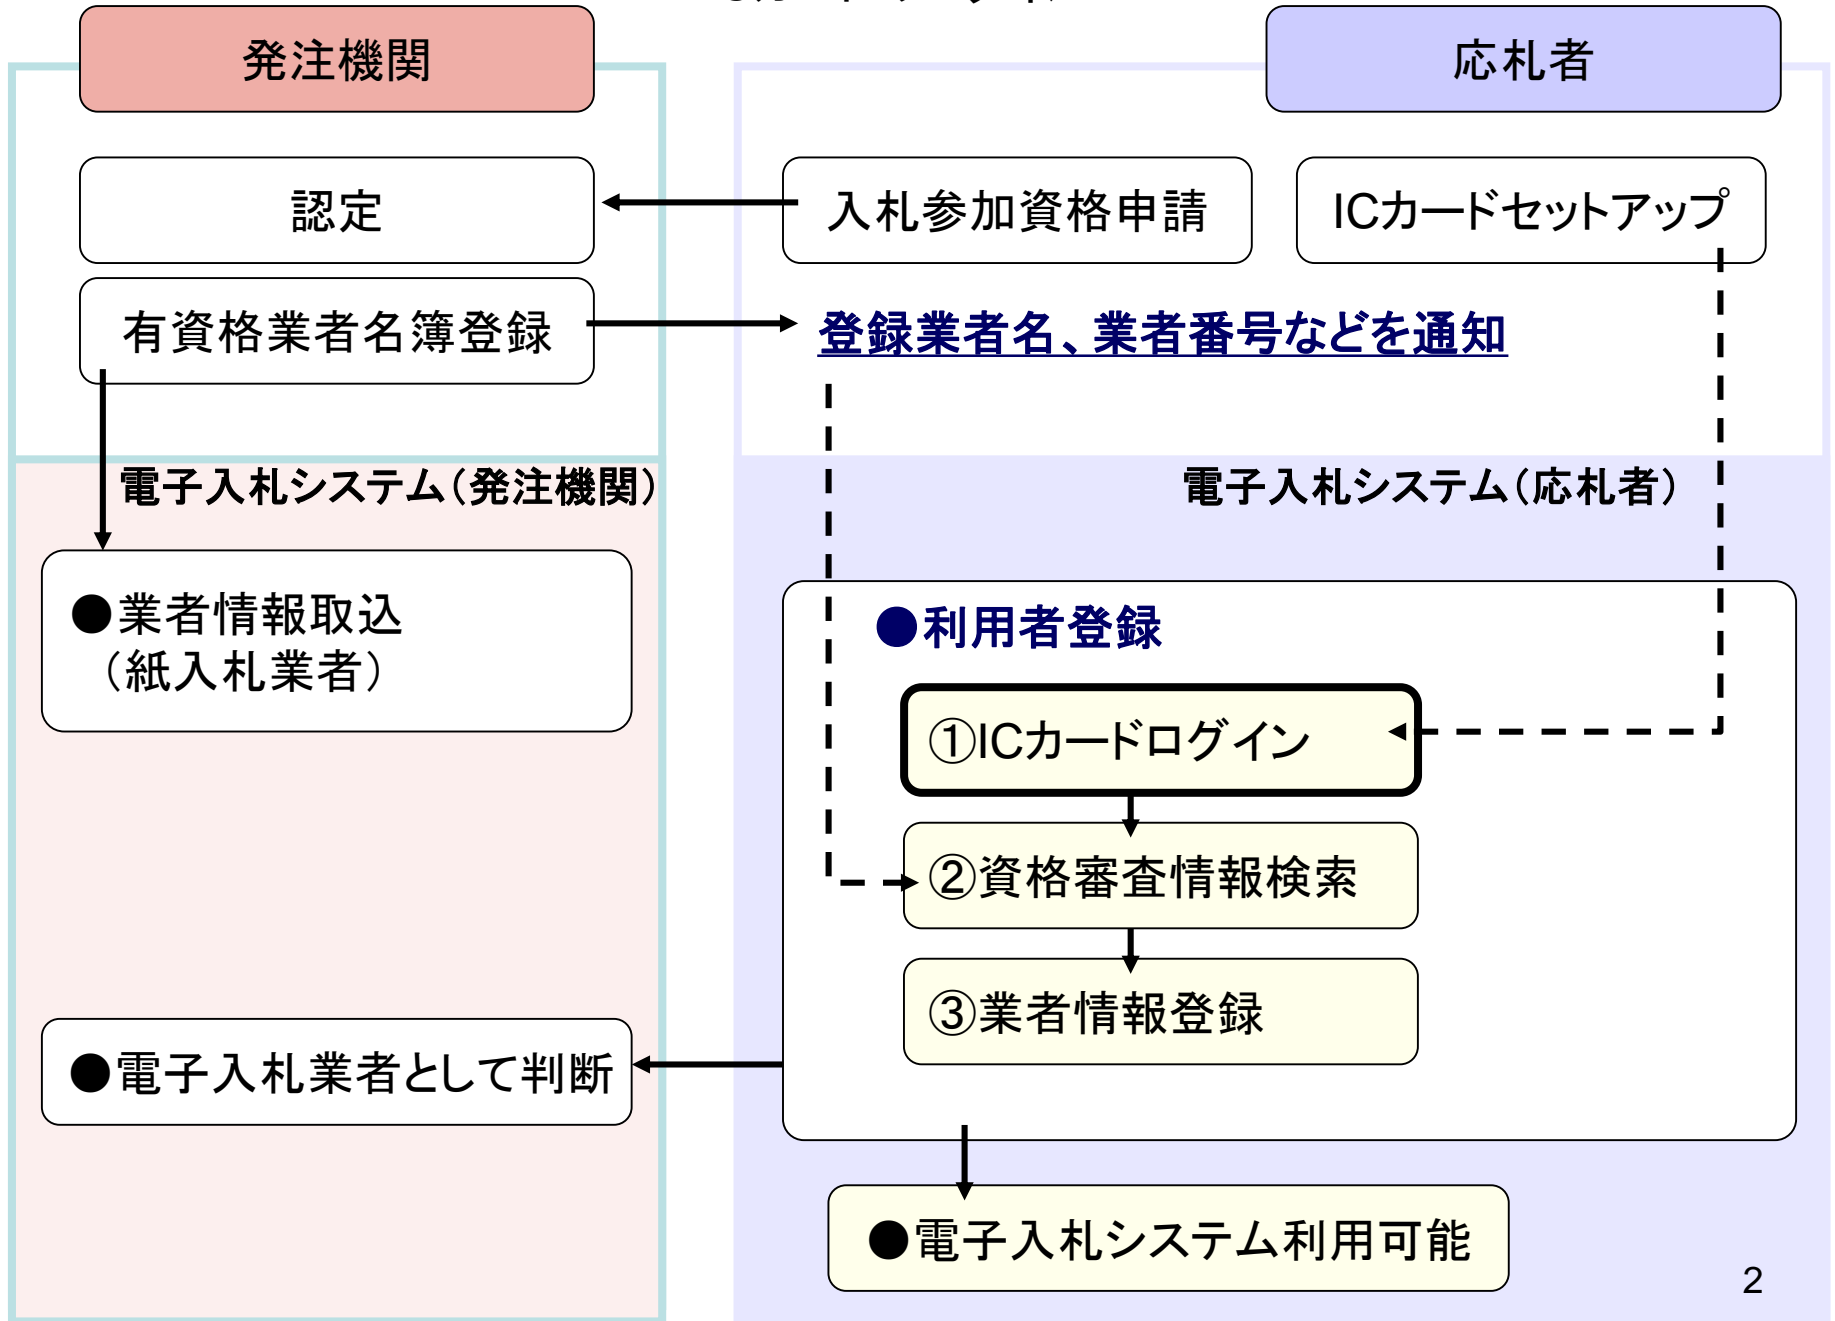 発注機関
応札者
認定
入札参加資格申請
ICカードセットアップ
有資格業者名簿登録
登録業者名、業者番号などを通知
電子入札システム（発注機関）
電子入札システム（応札者）
●業者情報取込
（紙入札業者）
●利用者登録
①ICカードログイン
②資格審査情報検索
③業者情報登録
●電子入札業者として判断
●電子入札システム利用可能
2